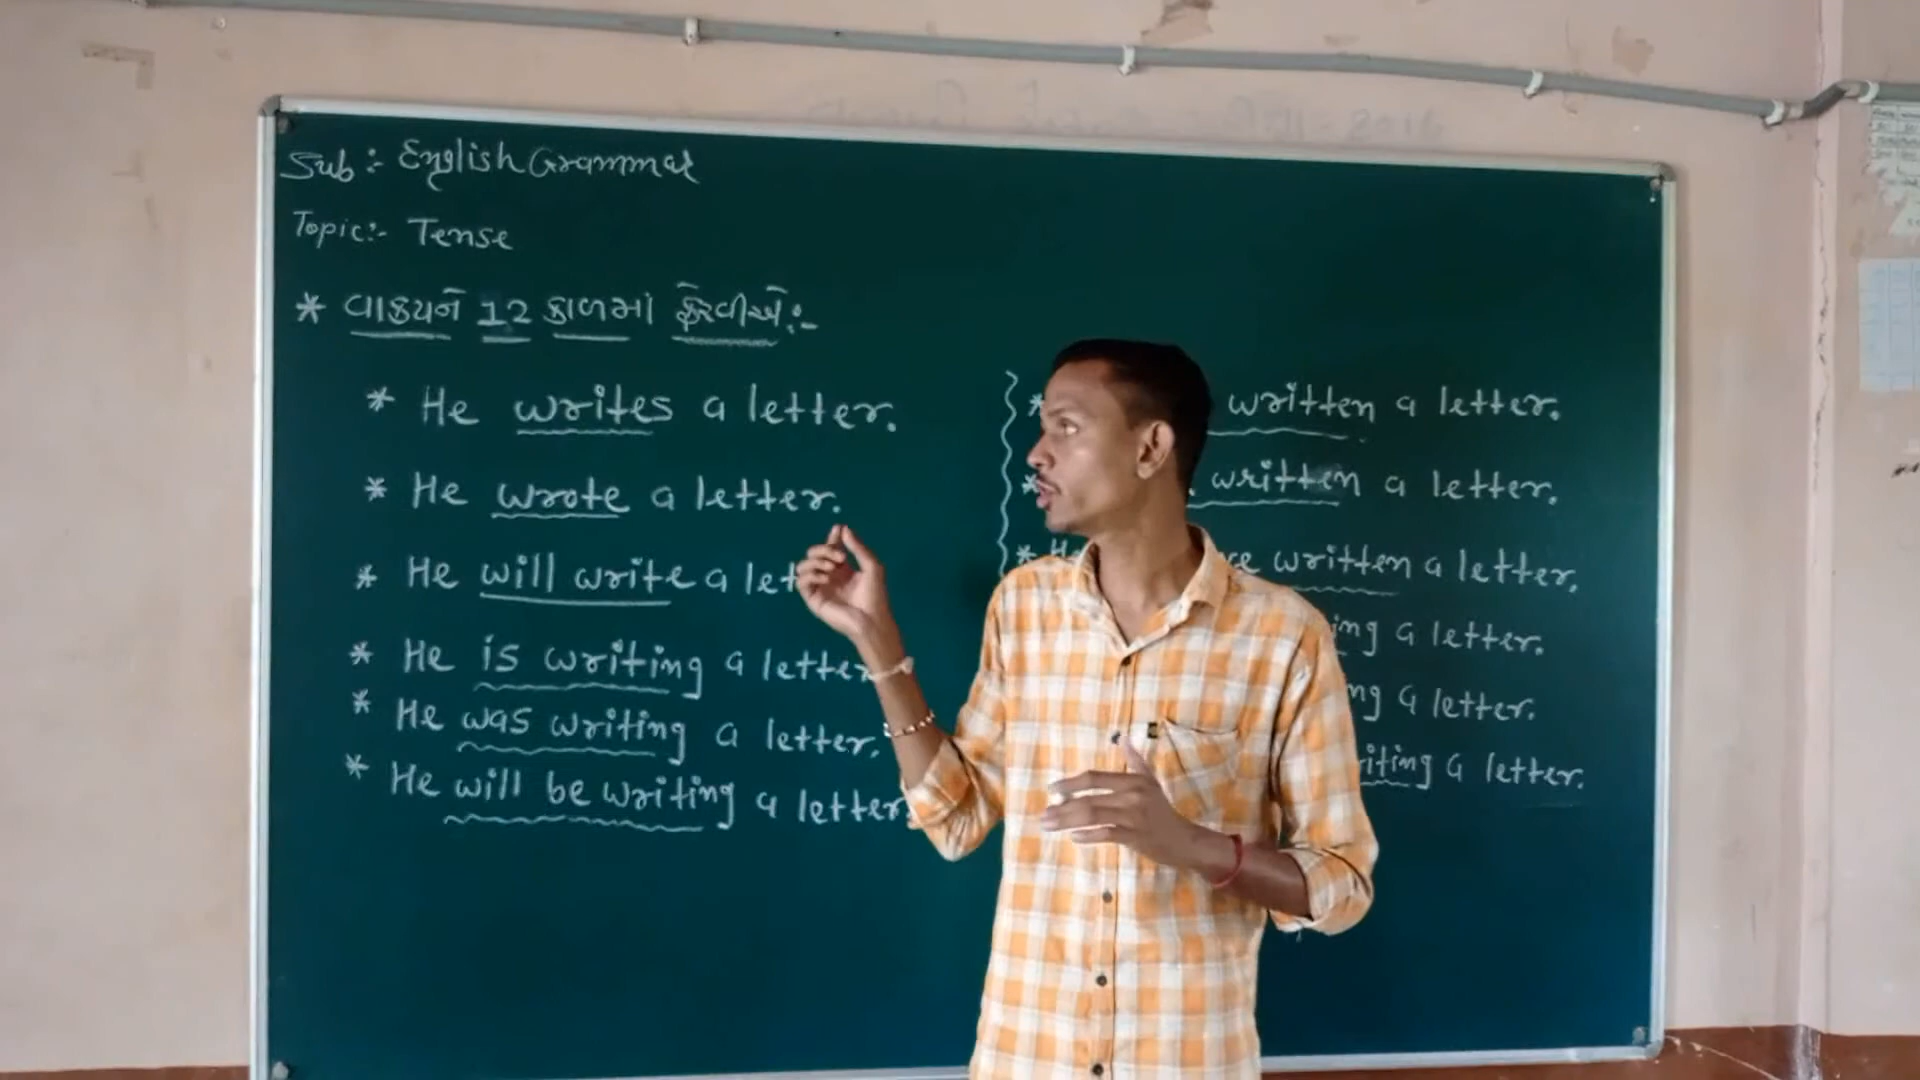 Sub:- English Grammar
Topic:- Tense
* વાક્યને 12 કાળમાં ફેરવીએ:-
* He writes a letter.
* He wrote a letter.
* He will write a let
* He is writing a letter
* He was writing a letter.
* He will be writing a letter.
* written a letter.
* written a letter.
* written a letter.
a letter.
a letter.
a letter.